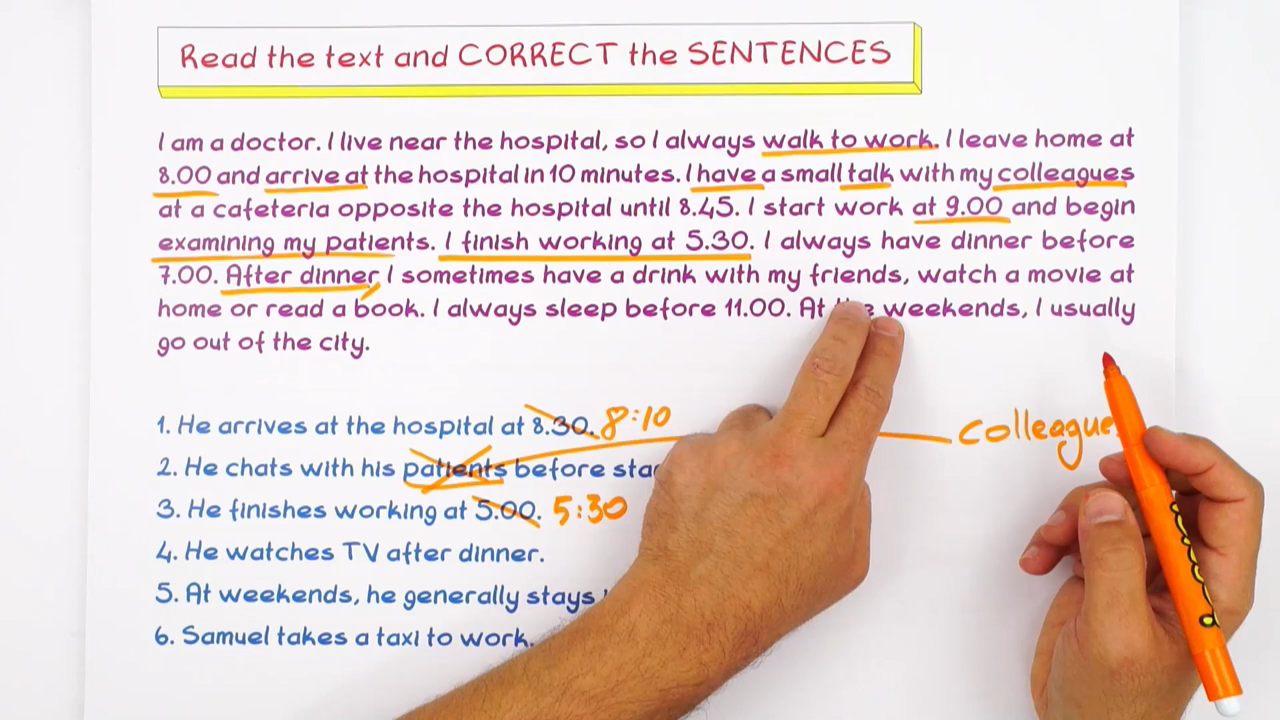 Read the text and CORRECT the SENTENCES
I am a doctor. I live near the hospital, so I always walk to work. I leave home at
8.00 and arrive at the hospital in 10 minutes. I have a small talk with my colleagues
at a cafeteria opposite the hospital until 8.45. I start work at 9.00 and begin
examining my patients. I finish working at 5.30. I always have dinner before
7.00. After dinner, I sometimes have a drink with my friends, watch a movie at
home or read a book. I always sleep before 11.00. At the weekends, I usually
go out of the city.
1. He arrives at the hospital at 8.30. 8:10
2. He chats with his patients before colleague
3. He finishes working at 5.00. 5:30
4. He watches TV after dinner.
5. At weekends, he generally stays
6. Samuel takes a taxi to work.